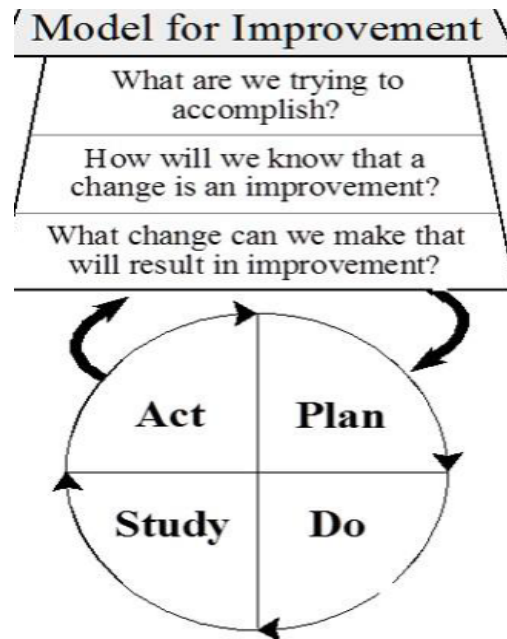 Model for Improvement
What are we trying to
accomplish?
How will we know that a
change is an improvement?
What change can we make that
will result in improvement?
Act
Plan
Study
Do